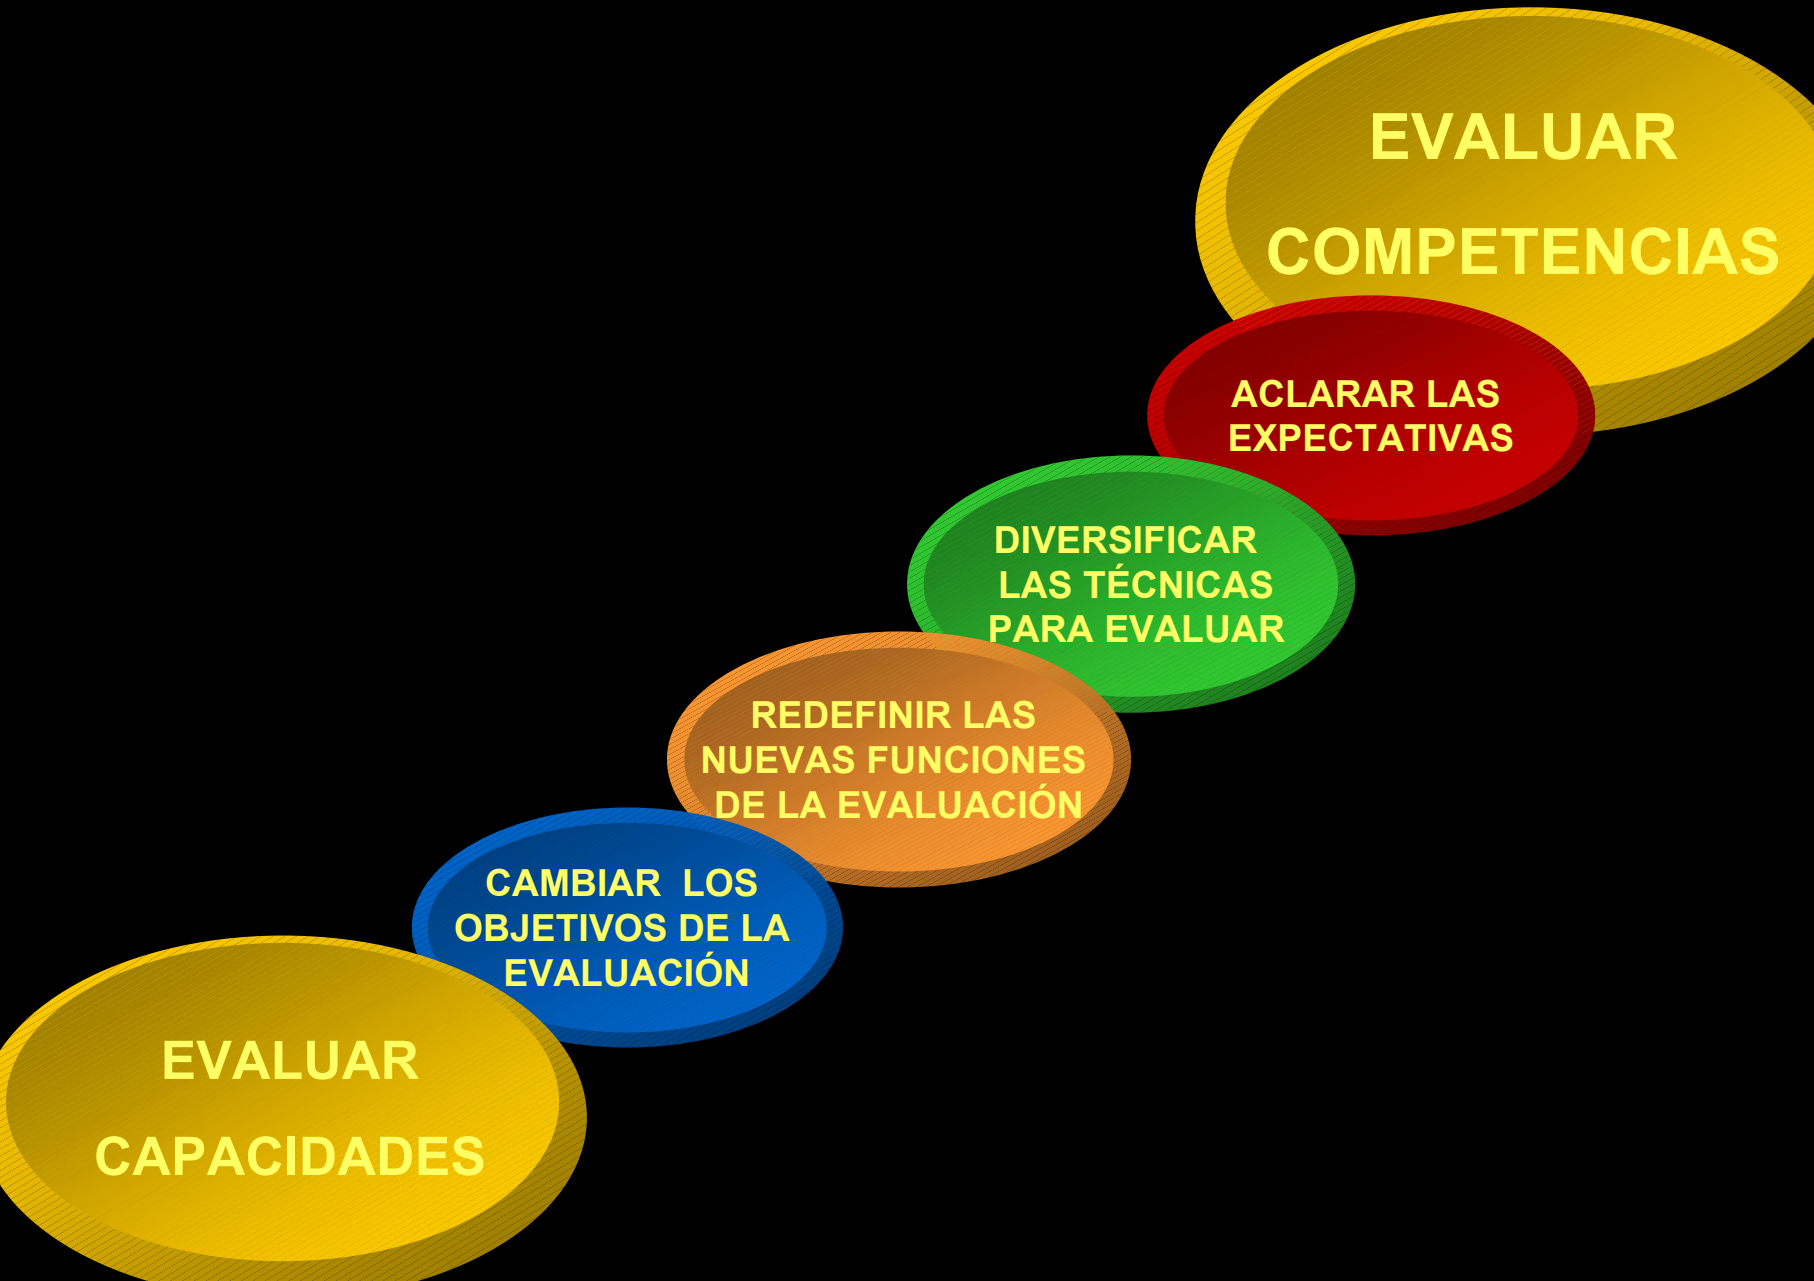 EVALUAR
COMPETENCIAS
ACLARAR LAS
EXPECTATIVAS
DIVERSIFICAR
LAS TÉCNICAS
PARA EVALUAR
REDEFINIR LAS
NUEVAS FUNCIONES
DE LA EVALUACIÓN
CAMBIAR LOS
OBJETIVOS DE LA
EVALUACIÓN
EVALUAR
CAPACIDADES